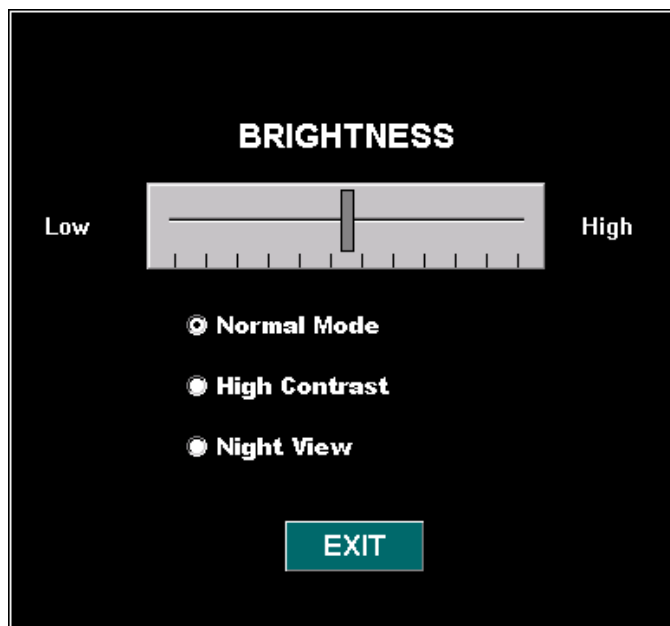 BRIGHTNESS
Low High
Normal Mode
High Contrast
Night View
EXIT